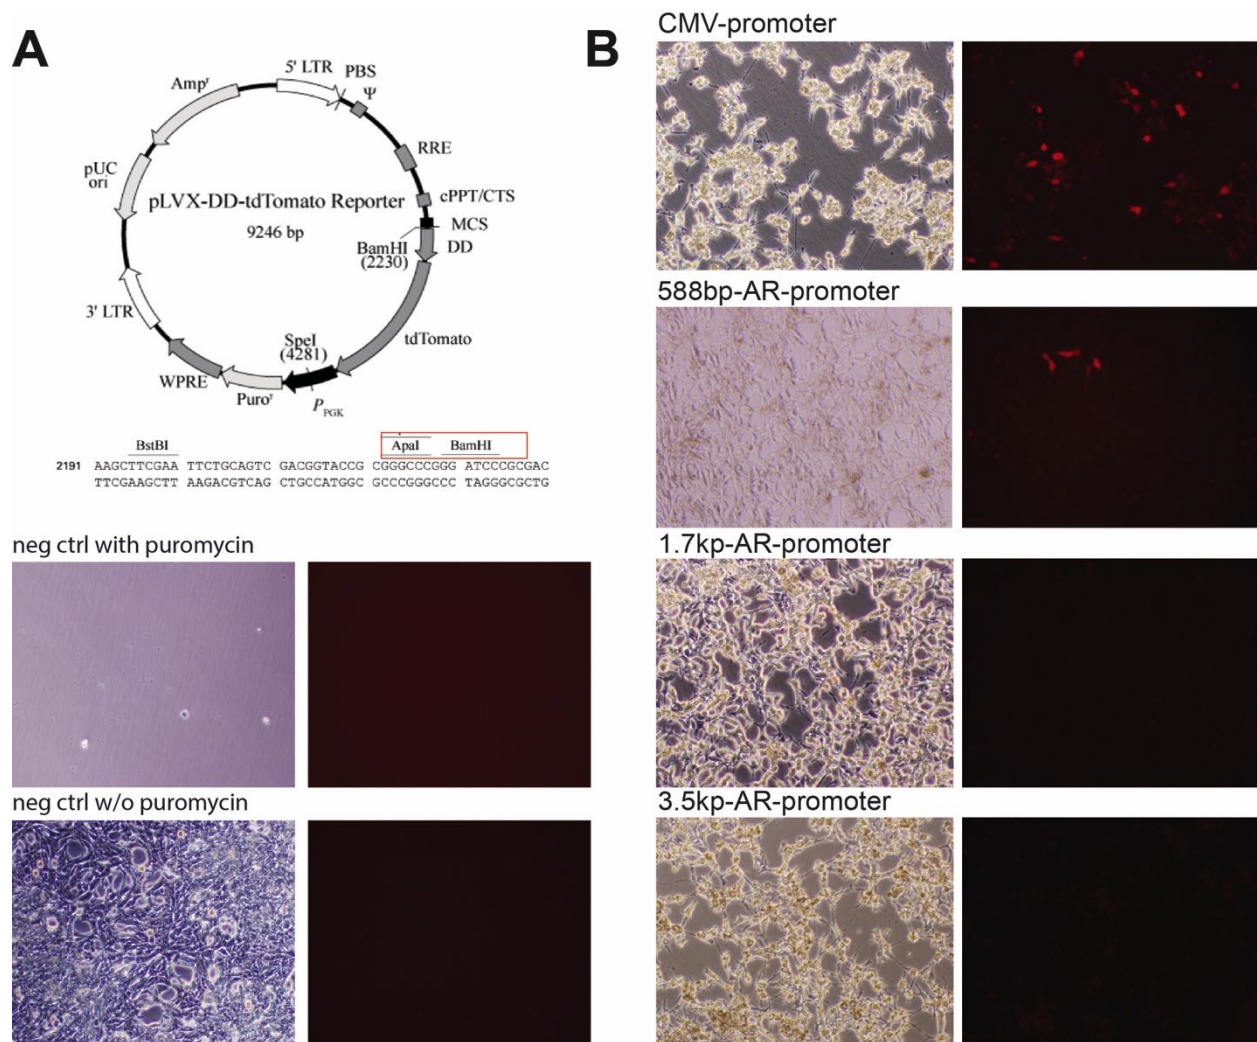 A
5' LTR
PBS
Ψ
RRE
cPPT/CTS
MCS
BamHI
(2230)
DD
tdTomato
SpeI
(4281)
P PGK
Puroʳ
WPRE
3' LTR
pUC
ori
Ampʳ
pLVX-DD-tdTomato Reporter
9246 bp
BstBI ApaI BamHI
2191 AAGCTTCGAA TTCTGCAGTC GACGGTACCG CGGGCCCGGG ATCCCGCGAC
TTCGAAGCTT AAGACGTCAG CTGCCATGGC GCCCGGGCCC TAGGGCGCTG
neg ctrl with puromycin
neg ctrl w/o puromycin
B
CMV-promoter
588bp-AR-promoter
1.7kp-AR-promoter
3.5kp-AR-promoter